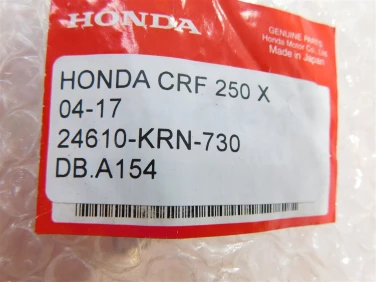 HONDA
GENUINE PARTS
Honda Motor Co., Ltd.
Made in Japan
HONDA CRF 250 X
04-17
24610-KRN-730
DB.A154